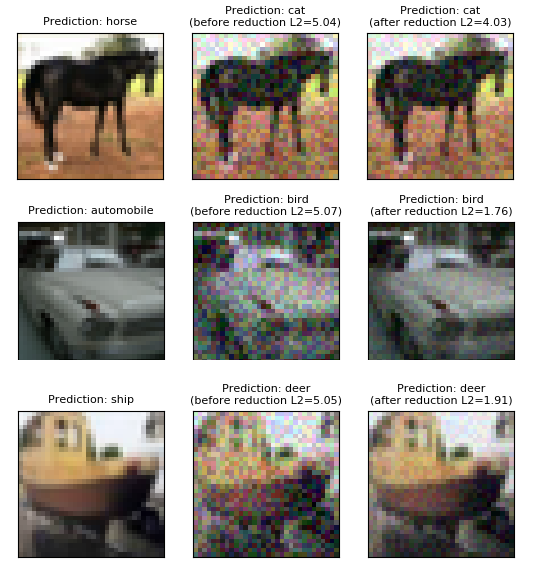 Prediction: horse
Prediction: cat
(before reduction L2=5.04)
Prediction: cat
(after reduction L2=4.03)
Prediction: automobile
Prediction: bird
(before reduction L2=5.07)
Prediction: bird
(after reduction L2=1.76)
Prediction: ship
Prediction: deer
(before reduction L2=5.05)
Prediction: deer
(after reduction L2=1.91)